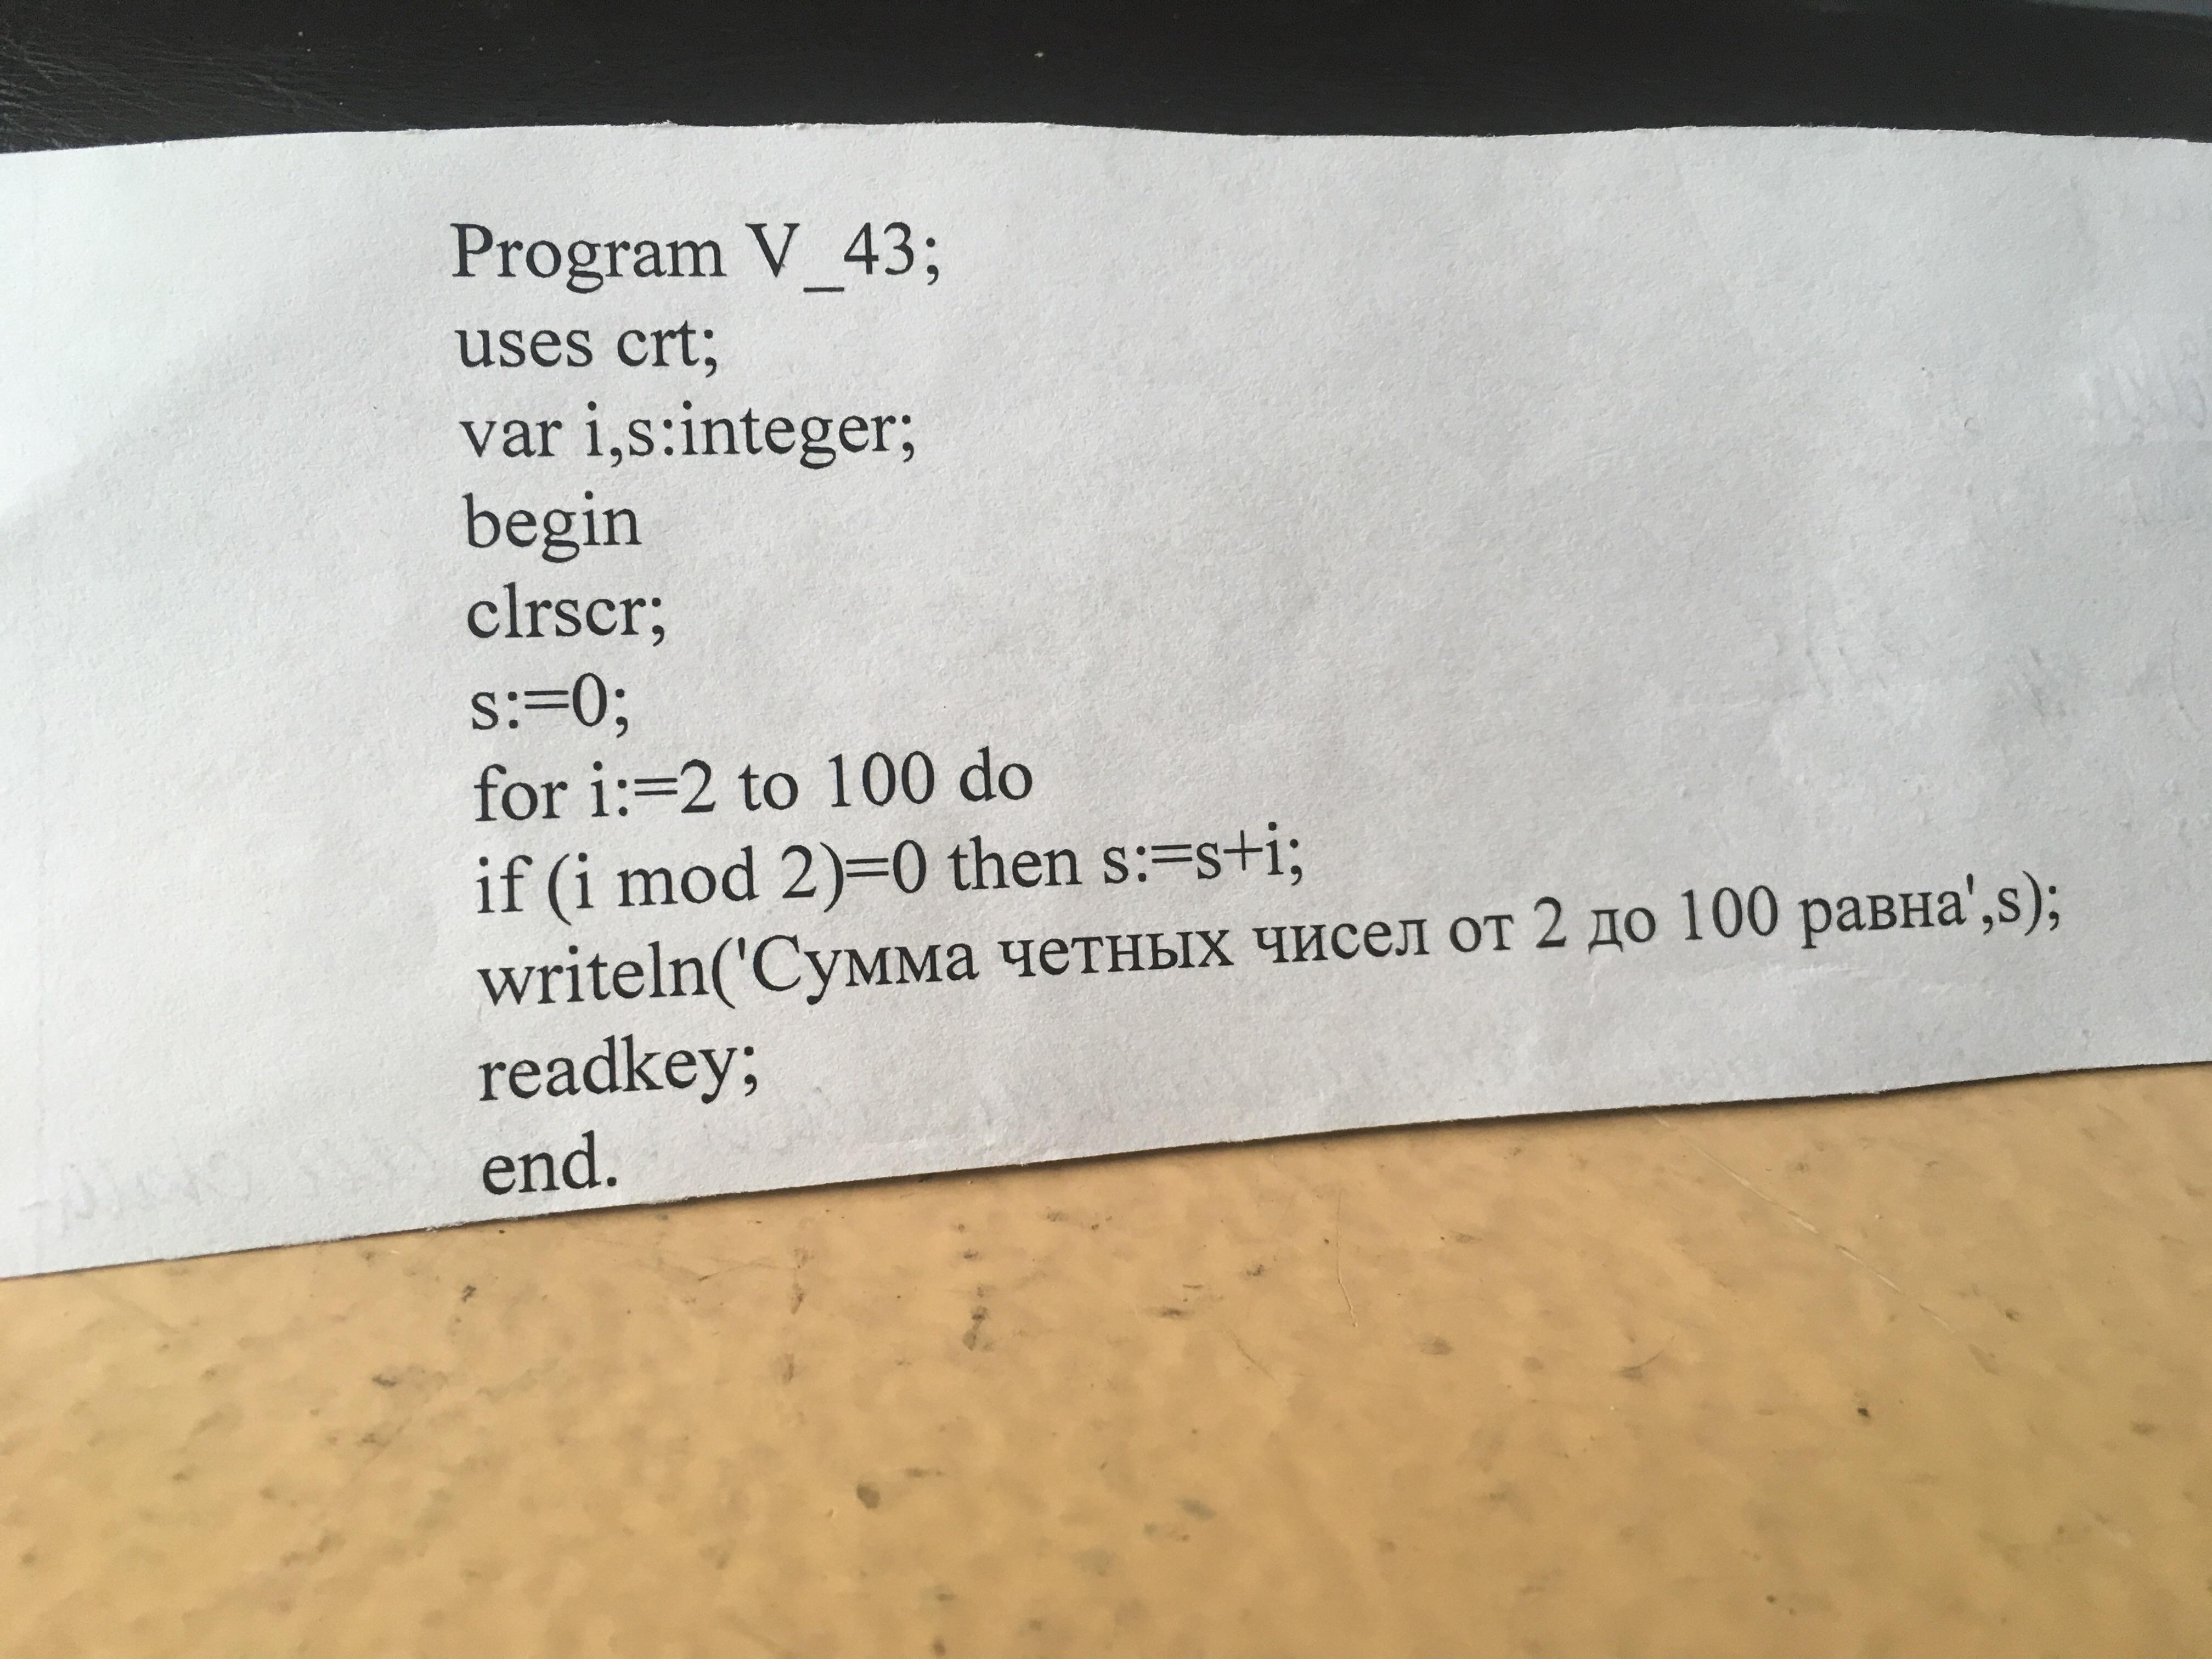 Program V_43;
uses crt;
var i,s:integer;
begin
clrscr;
s:=0;
for i:=2 to 100 do
if (i mod 2)=0 then s:=s+i;
writeln('Сумма четных чисел от 2 до 100 равна',s);
readkey;
end.